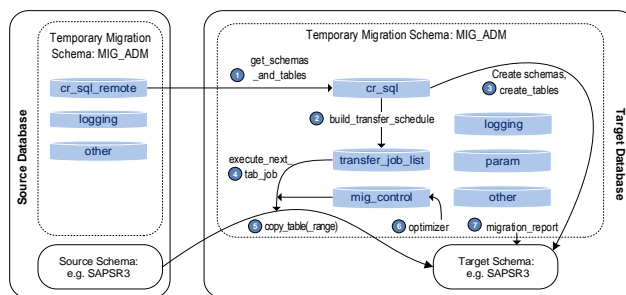 Source Database
Temporary Migration
Schema: MIG_ADM
cr_sql_remote
logging
other
Source Schema:
e.g. SAPSR3
Temporary Migration Schema: MIG_ADM
1
get_schemas
_and_tables
cr_sql
Create schemas,
3
create_tables
2
build_transfer_schedule
logging
execute_next_
4
tab_job
transfer_job_list
param
mig_control
other
5
copy_table(_range)
6
optimizer
7
migration_report
Target Schema:
e.g. SAPSR3
Target Database